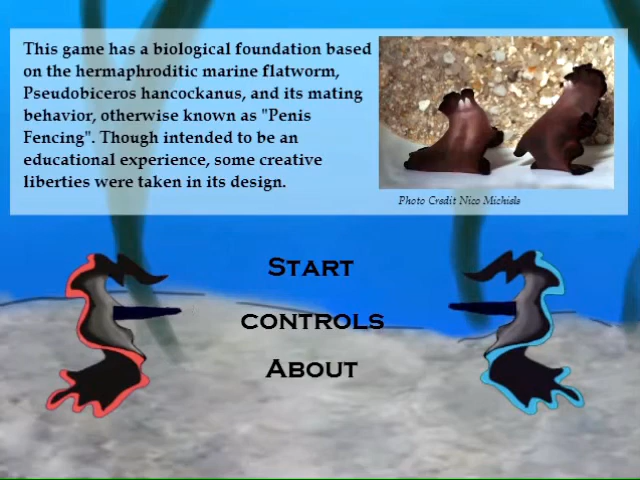 This game has a biological foundation based
on the hermaphroditic marine flatworm,
Pseudobiceros hancockanus, and its mating
behavior, otherwise known as "Penis
Fencing". Though intended to be an
educational experience, some creative
liberties were taken in its design.
Photo Credit Nico Michiels
Start
controls
About